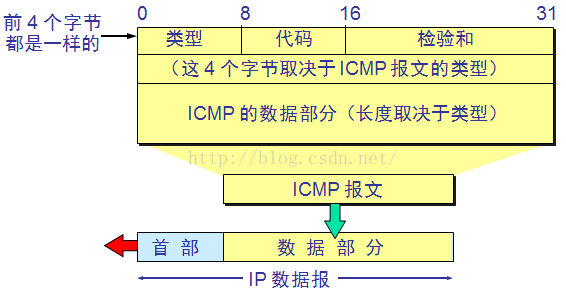 0 8 16 31
前 4 个字节
都是一样的
类型 代码 检验和
（这 4 个字节取决于 ICMP 报文的类型）
ICMP 的数据部分（长度取决于类型）
http://blog.csdn.net/
ICMP 报文
首 部 数 据 部 分
IP 数据报